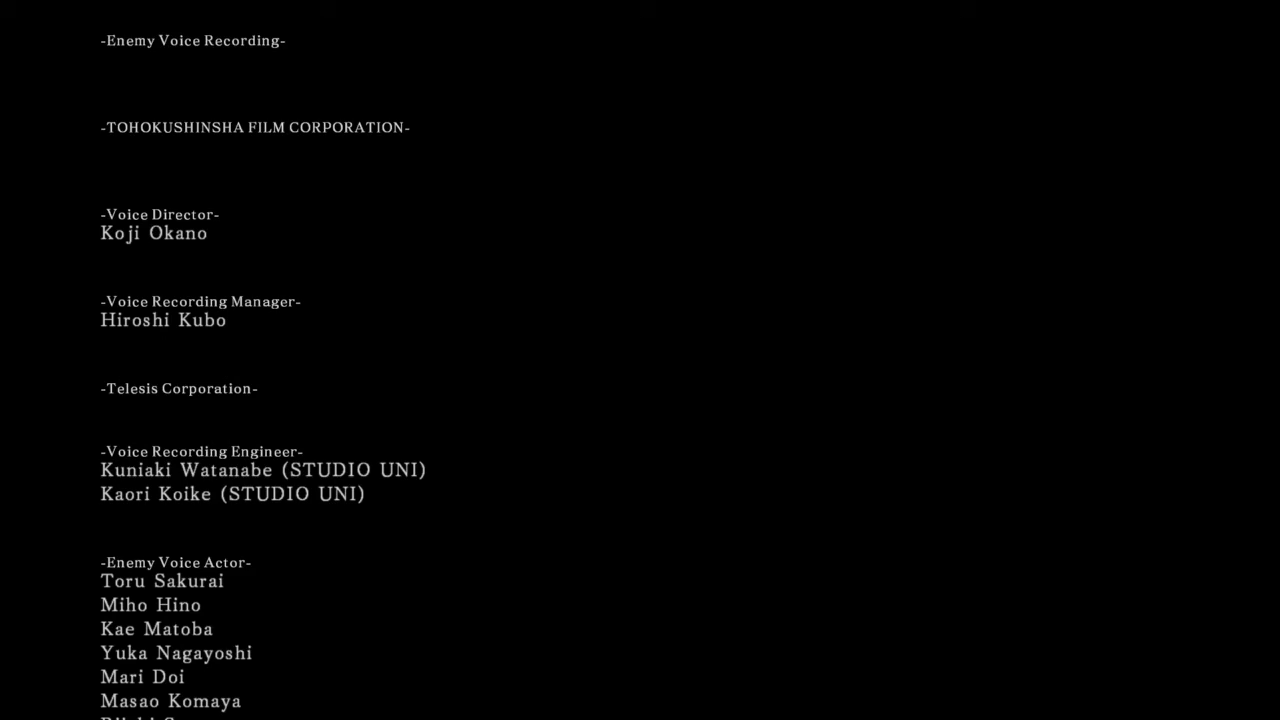 -Enemy Voice Recording-
-TOHOKUSHINSHA FILM CORPORATION-
-Voice Director-
Koji Okano
-Voice Recording Manager-
Hiroshi Kubo
-Telesis Corporation-
-Voice Recording Engineer-
Kuniaki Watanabe (STUDIO UNI)
Kaori Koike (STUDIO UNI)
-Enemy Voice Actor-
Toru Sakurai
Miho Hino
Kae Matoba
Yuka Nagayoshi
Mari Doi
Masao Komaya